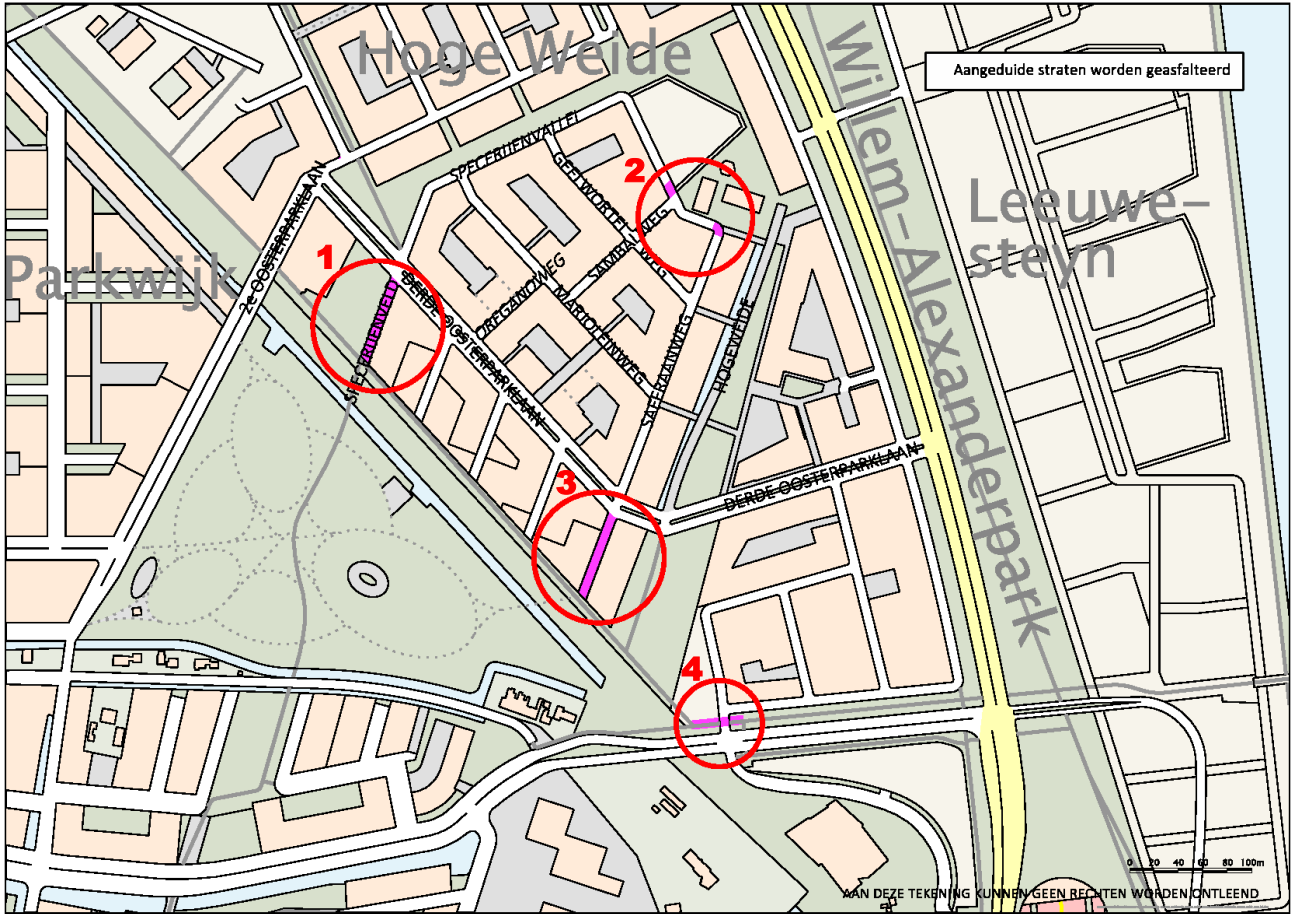 Hoge Weide
Willem-Alexanderpark
Aangeduide straten worden geasfalteerd
SPECERIJENVALLEI
GEELWORTELWEG
2
Leeuwe-
steyn
2e OOSTERPARKLAAN
SAMBALWEG
Parkwijk
1
OREGANOWEG
MARJOLEINWEG
SPECERIJENVELD
DERDE OOSTERPARKLAAN
SAFFRAANWEG
HOGEWEIDE
3
DERDE OOSTERPARKLAAN
4
0 20 40 60 80 100m
AAN DEZE TEKENING KUNNEN GEEN RECHTEN WORDEN ONTLEEND